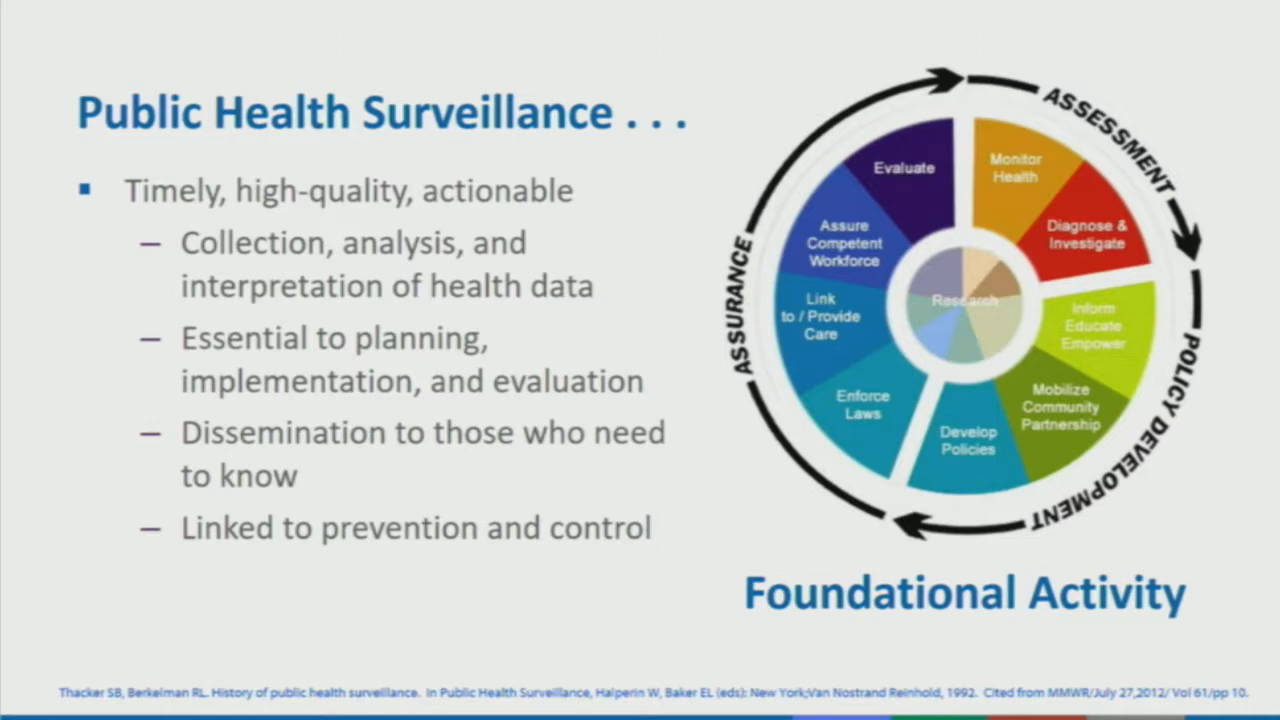 Public Health Surveillance . . .
Timely, high-quality, actionable
– Collection, analysis, and
interpretation of health data
– Essential to planning,
implementation, and evaluation
– Dissemination to those who need
to know
– Linked to prevention and control
ASSESSMENT
POLICY DEVELOPMENT
ASSURANCE
Monitor
Health
Diagnose &
Investigate
Inform
Educate
Empower
Mobilize
Community
Partnership
Develop
Policies
Enforce
Laws
Link
to / Provide
Care
Assure
Competent
Workforce
Evaluate
Research
Foundational Activity
Thacker SB, Berkelman RL. History of public health surveillance. In Public Health Surveillance, Halperin W, Baker EL (eds): New York;Van Nostrand Reinhold, 1992. Cited from MMWR/July 27,2012/ Vol 61/pp 10.